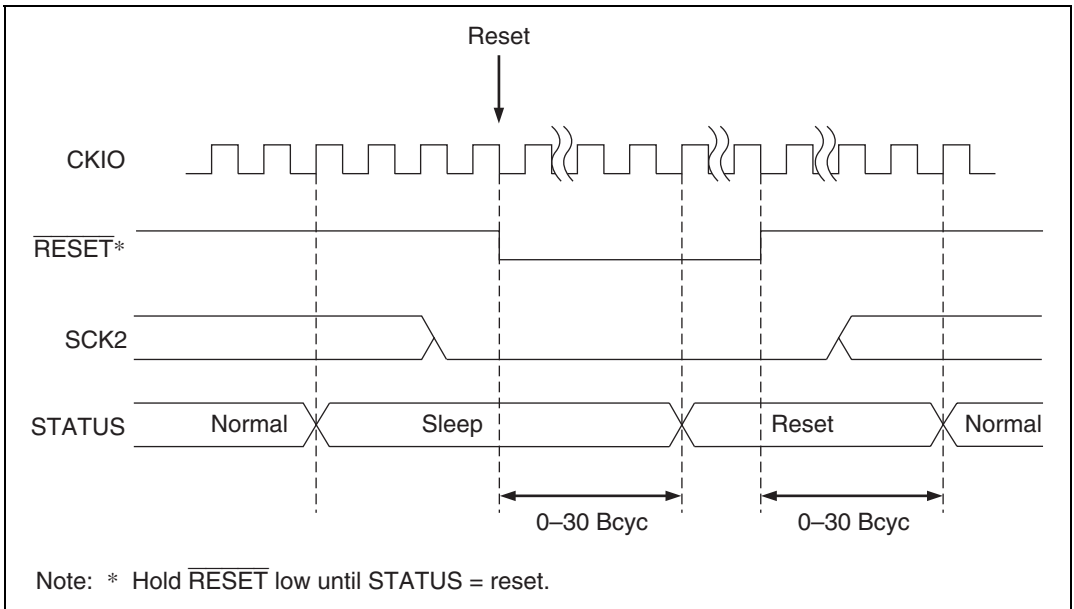 Reset
CKIO
RESET*
SCK2
STATUS Normal Sleep Reset Normal
0–30 Bcyc 0–30 Bcyc
Note: * Hold RESET low until STATUS = reset.